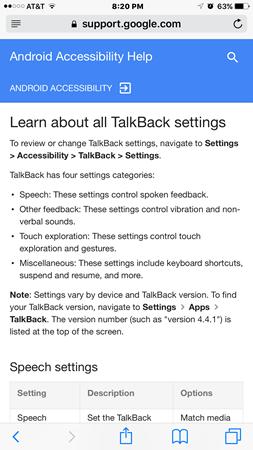 AT&T 8:20 PM 63%
support.google.com
Android Accessibility Help
ANDROID ACCESSIBILITY
Learn about all TalkBack settings
To review or change TalkBack settings, navigate to Settings
> Accessibility > TalkBack > Settings.
TalkBack has four settings categories:
• Speech: These settings control spoken feedback.
• Other feedback: These settings control vibration and non-
verbal sounds.
• Touch exploration: These settings control touch
exploration and gestures.
• Miscellaneous: These settings include keyboard shortcuts,
suspend and resume, and more.
Note: Settings vary by device and TalkBack version. To find
your TalkBack version, navigate to Settings > Apps >
TalkBack. The version number (such as "version 4.4.1") is
listed at the top of the screen.
Speech settings
Setting Description Options
Speech Set the TalkBack Match media